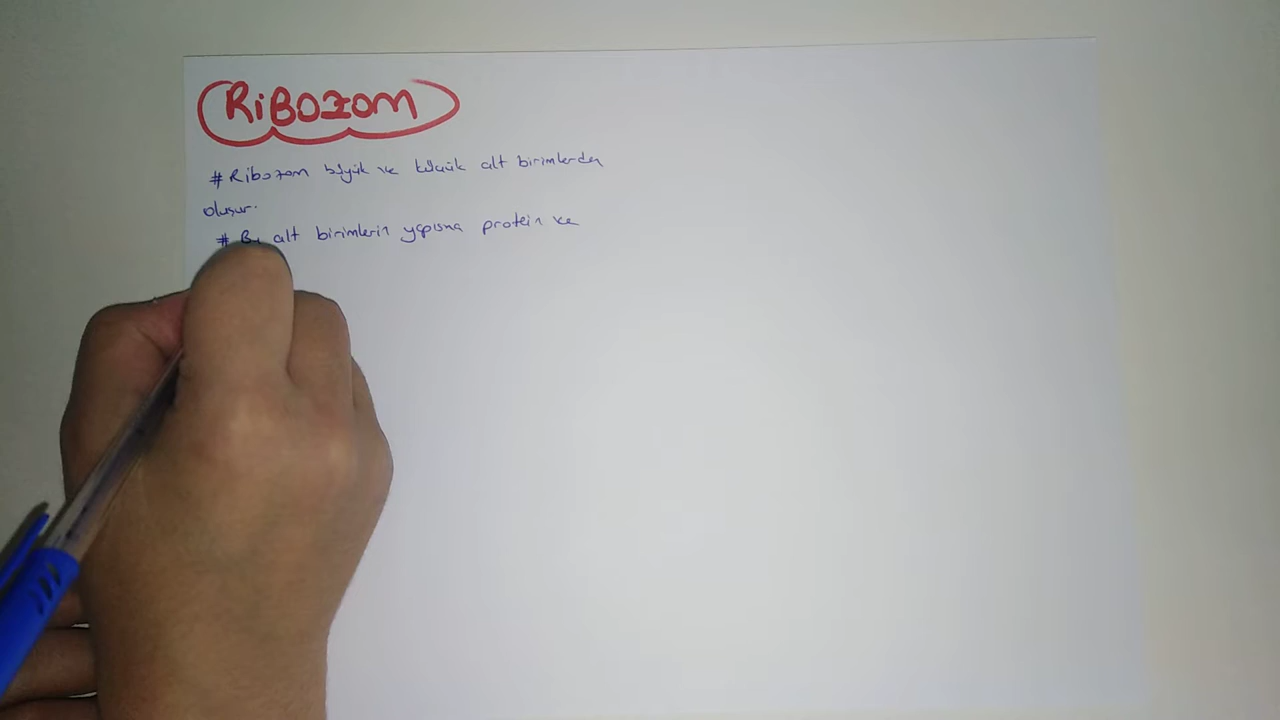 RiBozom
# Ribozom büyük ve küçük alt birimlerden
oluşur.
# Bu alt birimlerin yapısına protein ve